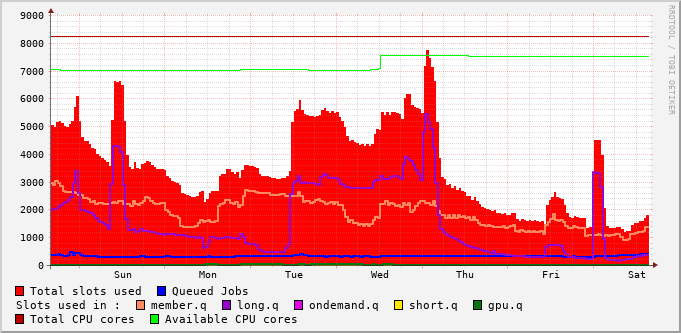 9000
8000
7000
6000
5000
4000
3000
2000
1000
0
Sun Mon Tue Wed Thu Fri Sat
Total slots used Queued Jobs
Slots used in : member.q long.q ondemand.q short.q gpu.q
Total CPU cores Available CPU cores
RRDTOOL / TOBI OETIKER